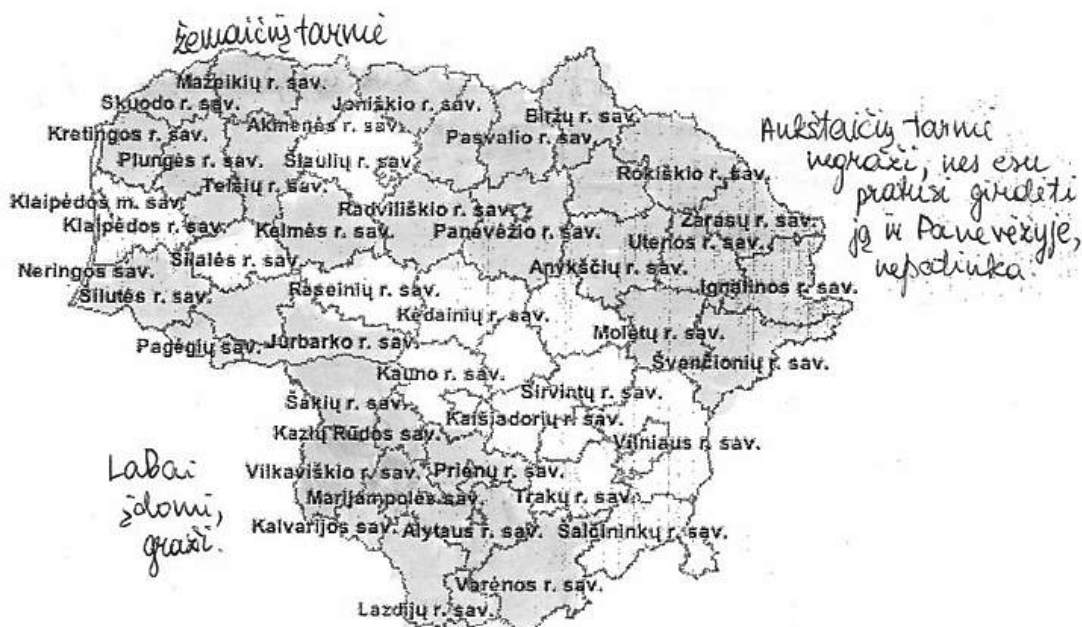 žemaičių tarmė
Mažeikių r. sav.
Skuodo r. sav.
Joniškio r. sav.
Biržų r. sav.
Kretingos r. sav.
Akmenės r. sav.
Pasvalio r. sav.
Plungės r. sav.
Šiaulių r. sav.
Rokiškio r. sav.
Telšių r. sav.
Klaipėdos m. sav.
Radviliškio r. sav.
Zarasų r. sav.
Klaipėdos r. sav.
Kelmės r. sav.
Panevėžio r. sav.
Utenos r. sav.
Šilalės r. sav.
Anykščių r. sav.
Neringos sav.
Raseinių r. sav.
Ignalinos r. sav.
Šilutės r. sav.
Kėdainių r. sav.
Molėtų r. sav.
Pagėgių sav.
Jurbarko r. sav.
Švenčionių r. sav.
Kauno r. sav.
Širvintų r. sav.
Šakių r. sav.
Kaišiadorių r. sav.
Kazlų Rūdos sav.
Vilniaus r. sav.
Vilkaviškio r. sav.
Prienų r. sav.
Marijampolės sav.
Trakų r. sav.
Kalvarijos sav.
Alytaus r. sav.
Šalčininkų r. sav.
Varėnos r. sav.
Lazdijų r. sav.
Aukštaičių tarmė
negraži, nes esu
pratusi girdėti
ją iš Panevėžyje,
nepatinka.
Labai
įdomi,
graži.